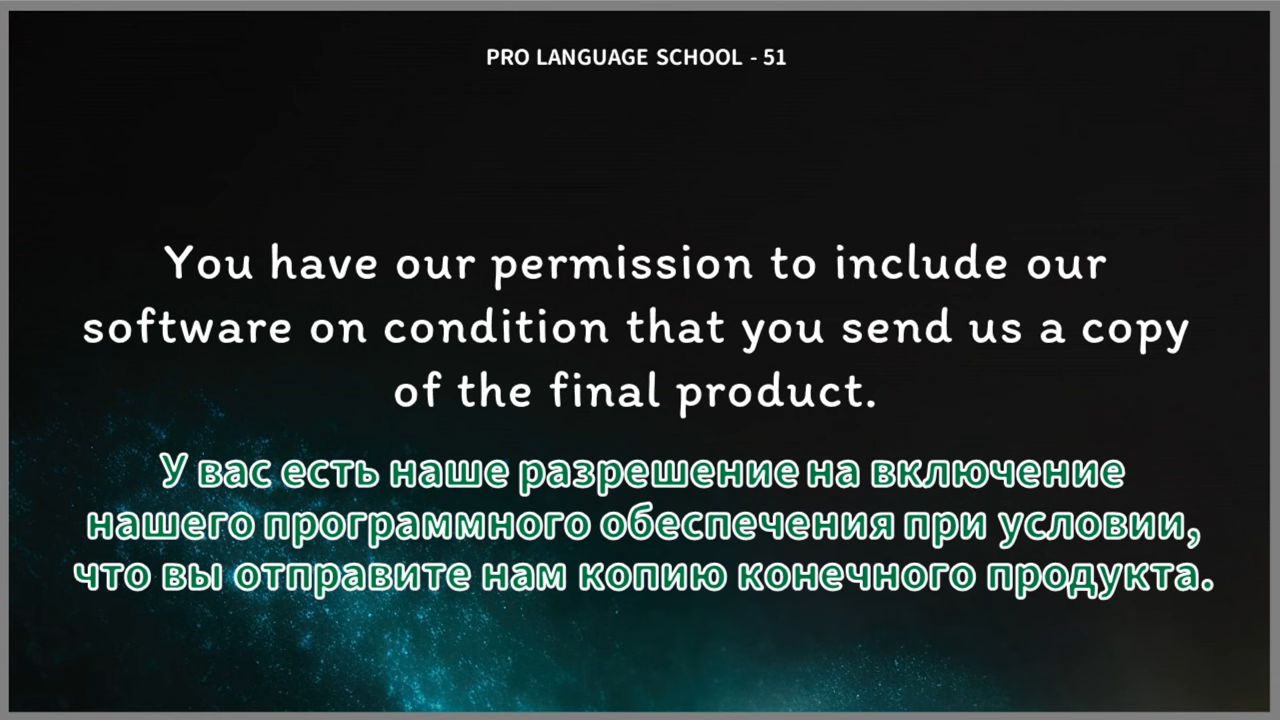 PRO LANGUAGE SCHOOL - 51
You have our permission to include our
software on condition that you send us a copy
of the final product.
У вас есть наше разрешение на включение
нашего программного обеспечения при условии,
что вы отправите нам копию конечного продукта.